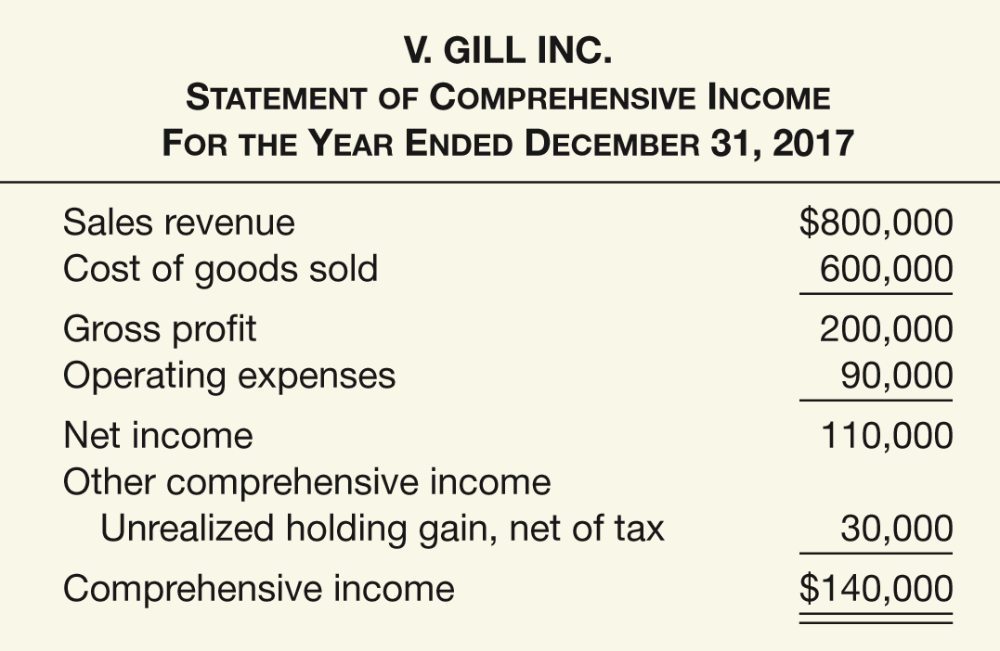 V. GILL INC.
STATEMENT OF COMPREHENSIVE INCOME
FOR THE YEAR ENDED DECEMBER 31, 2017
Sales revenue $800,000
Cost of goods sold 600,000
Gross profit 200,000
Operating expenses 90,000
Net income 110,000
Other comprehensive income
Unrealized holding gain, net of tax 30,000
Comprehensive income $140,000